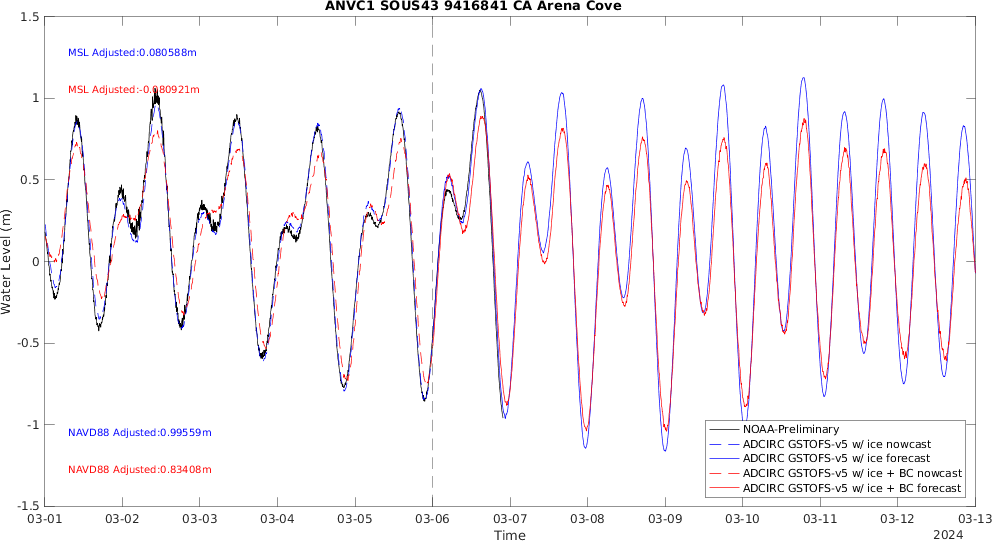 ANVC1 SOUS43 9416841 CA Arena Cove
1.5
MSL Adjusted:0.080588m
1
MSL Adjusted:-0.080921m
0.5
0
Water Level (m)
-0.5
-1
NAVD88 Adjusted:0.99559m
NAVD88 Adjusted:0.83408m
-1.5
NOAA-Preliminary
ADCIRC GSTOFS-v5 w/ ice nowcast
ADCIRC GSTOFS-v5 w/ ice forecast
ADCIRC GSTOFS-v5 w/ ice + BC nowcast
ADCIRC GSTOFS-v5 w/ ice + BC forecast
03-01 03-02 03-03 03-04 03-05 03-06 03-07 03-08 03-09 03-10 03-11 03-12 03-13
Time
2024